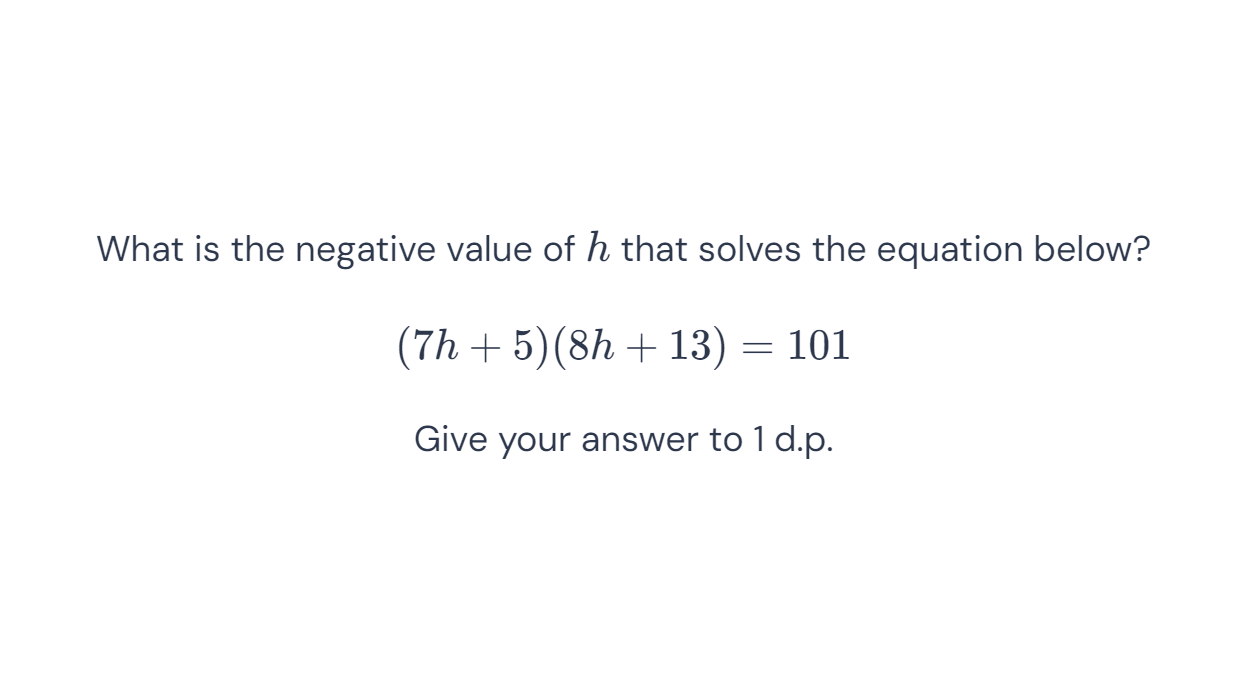 What is the negative value of h that solves the equation below?
(7h + 5)(8h + 13) = 101
Give your answer to 1 d.p.